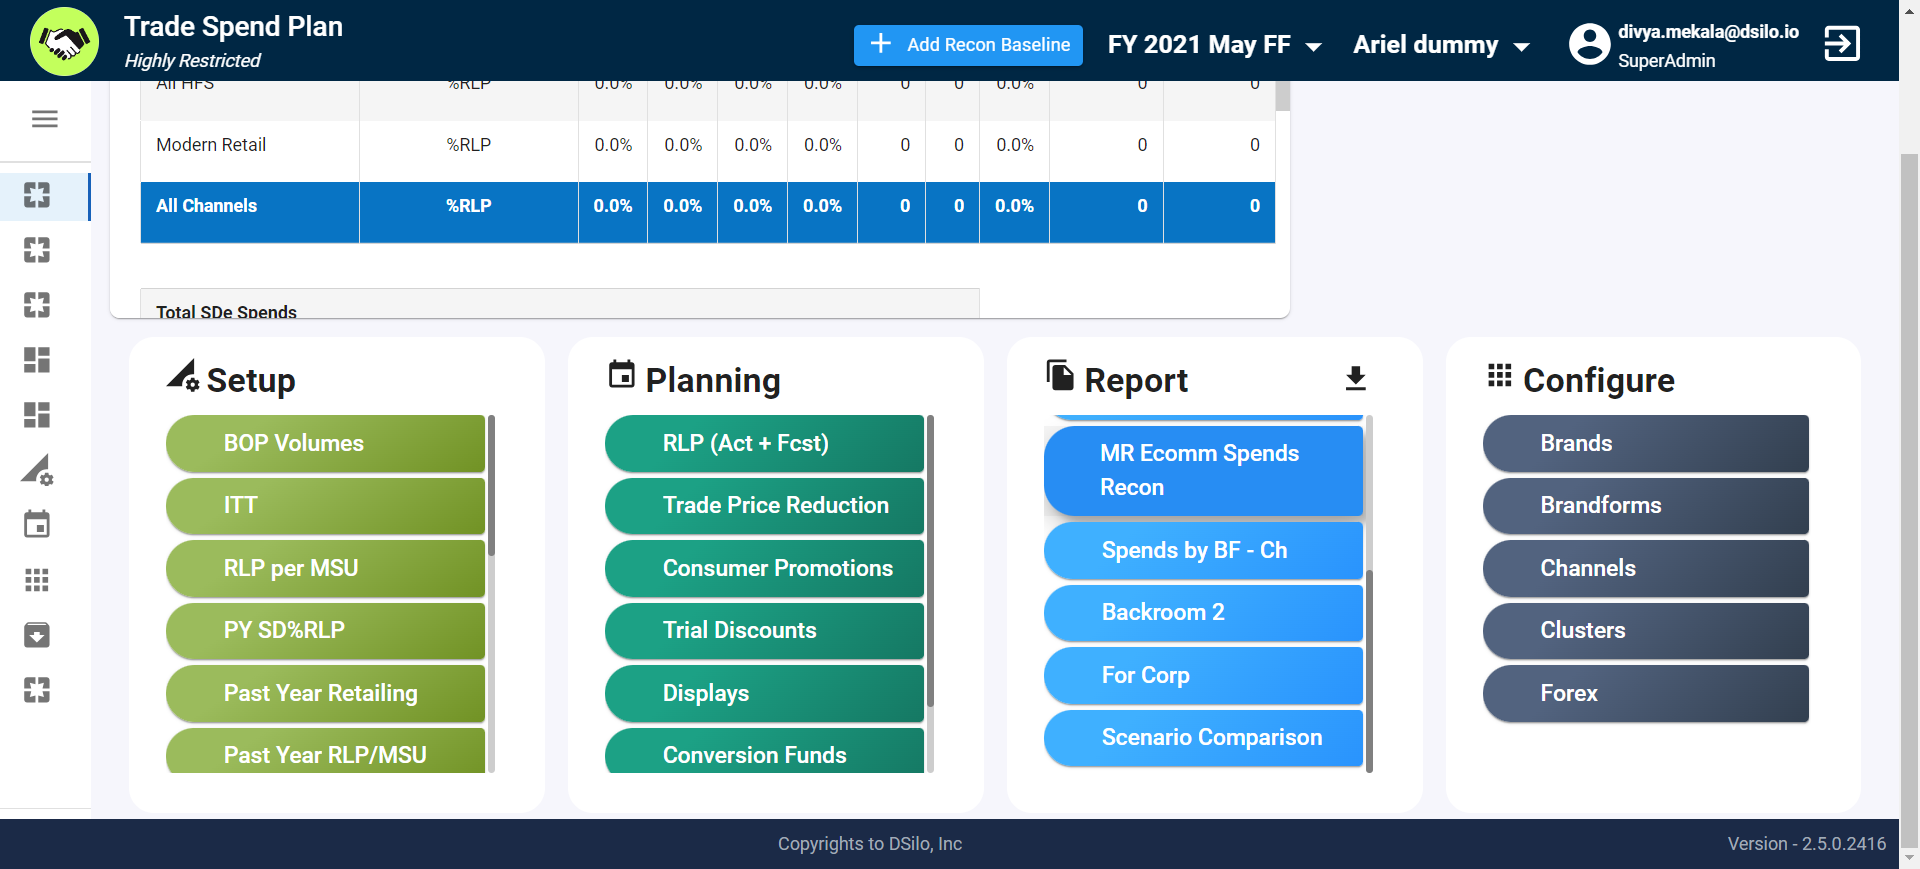 Trade Spend Plan
Highly Restricted
Add Recon Baseline
FY 2021 May FF
Ariel dummy
divya.mekala@dsilo.io
SuperAdmin
All HFS %RLP 0.0% 0.0% 0.0% 0.0% 0 0 0.0% 0 0
Modern Retail %RLP 0.0% 0.0% 0.0% 0.0% 0 0 0.0% 0 0
All Channels %RLP 0.0% 0.0% 0.0% 0.0% 0 0 0.0% 0 0
Total SDe Spends
Setup
BOP Volumes
ITT
RLP per MSU
PY SD%RLP
Past Year Retailing
Past Year RLP/MSU
Planning
RLP (Act + Fcst)
Trade Price Reduction
Consumer Promotions
Trial Discounts
Displays
Conversion Funds
Report
MR Ecomm Spends
Recon
Spends by BF - Ch
Backroom 2
For Corp
Scenario Comparison
Configure
Brands
Brandforms
Channels
Clusters
Forex
Copyrights to DSilo, Inc
Version - 2.5.0.2416